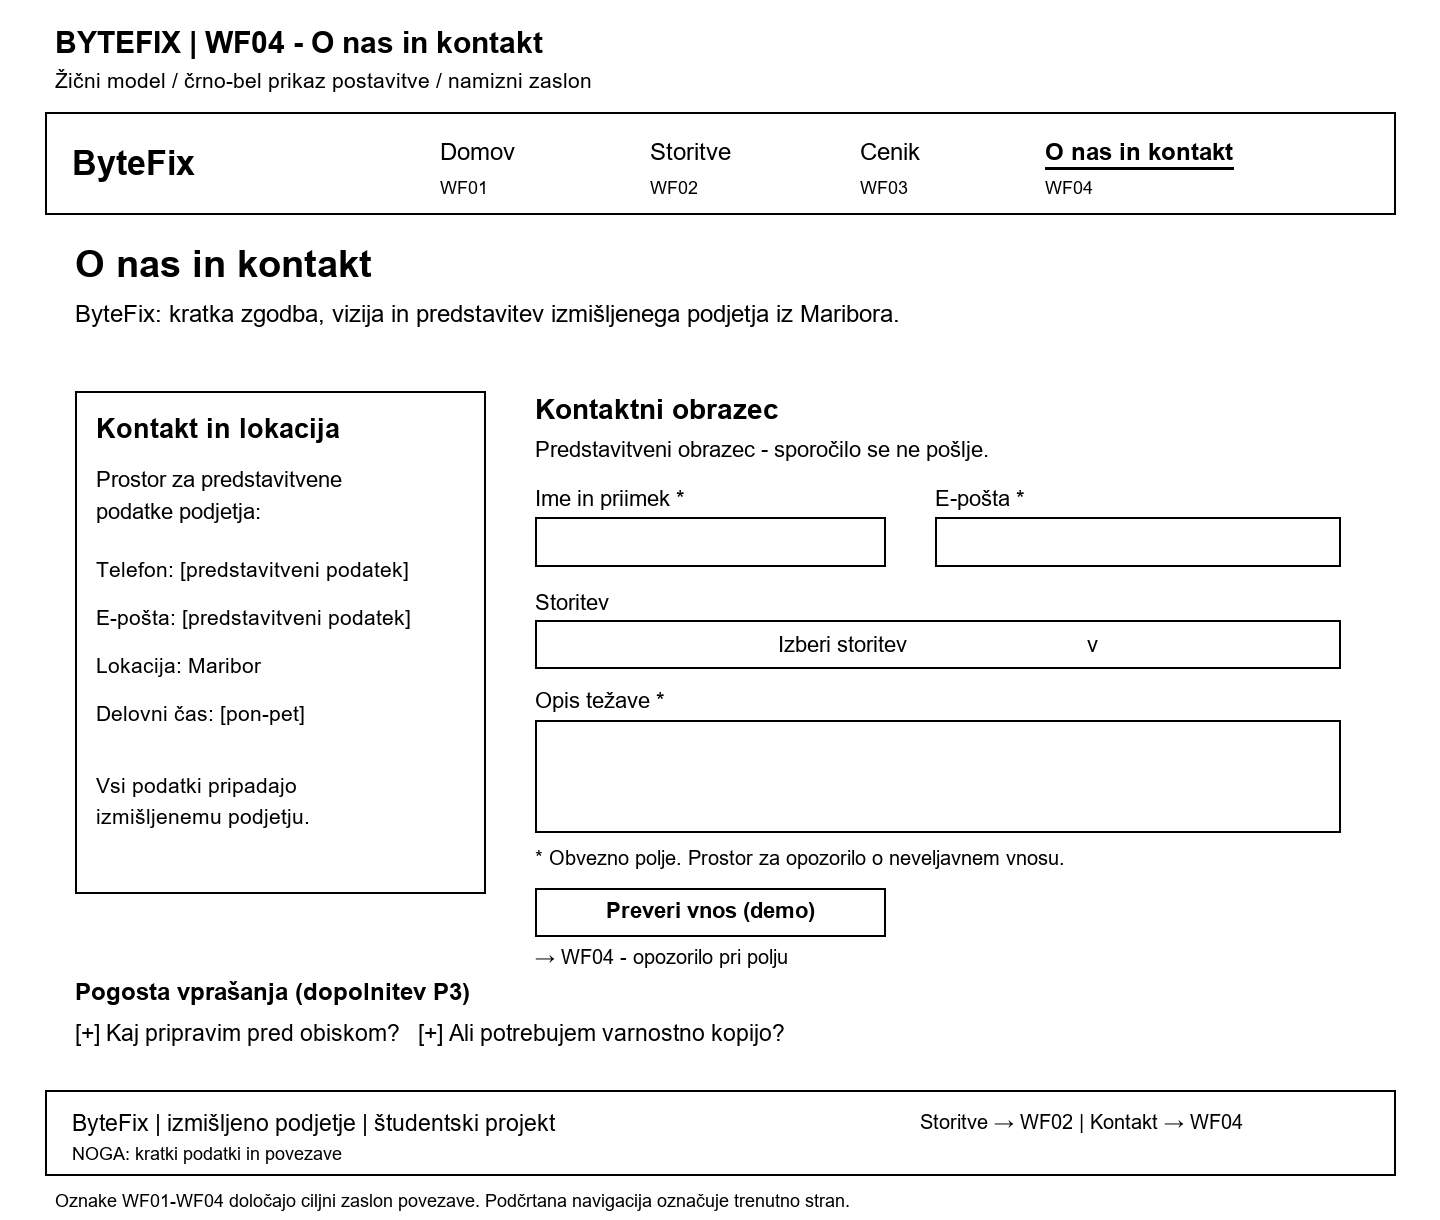 BYTEFIX | WF04 - O nas in kontakt
Žični model / črno-bel prikaz postavitve / namizni zaslon
ByteFix
Domov
WF01
Storitve
WF02
Cenik
WF03
O nas in kontakt
WF04
O nas in kontakt
ByteFix: kratka zgodba, vizija in predstavitev izmišljenega podjetja iz Maribora.
Kontakt in lokacija
Prostor za predstavitvene
podatke podjetja:
Telefon: [predstavitveni podatek]
E-pošta: [predstavitveni podatek]
Lokacija: Maribor
Delovni čas: [pon-pet]
Vsi podatki pripadajo
izmišljenemu podjetju.
Kontaktni obrazec
Predstavitveni obrazec - sporočilo se ne pošlje.
Ime in priimek *
E-pošta *
Storitev
Izberi storitev v
Opis težave *
* Obvezno polje. Prostor za opozorilo o neveljavnem vnosu.
Preveri vnos (demo)
→ WF04 - opozorilo pri polju
Pogosta vprašanja (dopolnitev P3)
[+] Kaj pripravim pred obiskom? [+] Ali potrebujem varnostno kopijo?
ByteFix | izmišljeno podjetje | študentski projekt
NOGA: kratki podatki in povezave
Storitve → WF02 | Kontakt → WF04
Oznake WF01-WF04 določajo ciljni zaslon povezave. Podčrtana navigacija označuje trenutno stran.